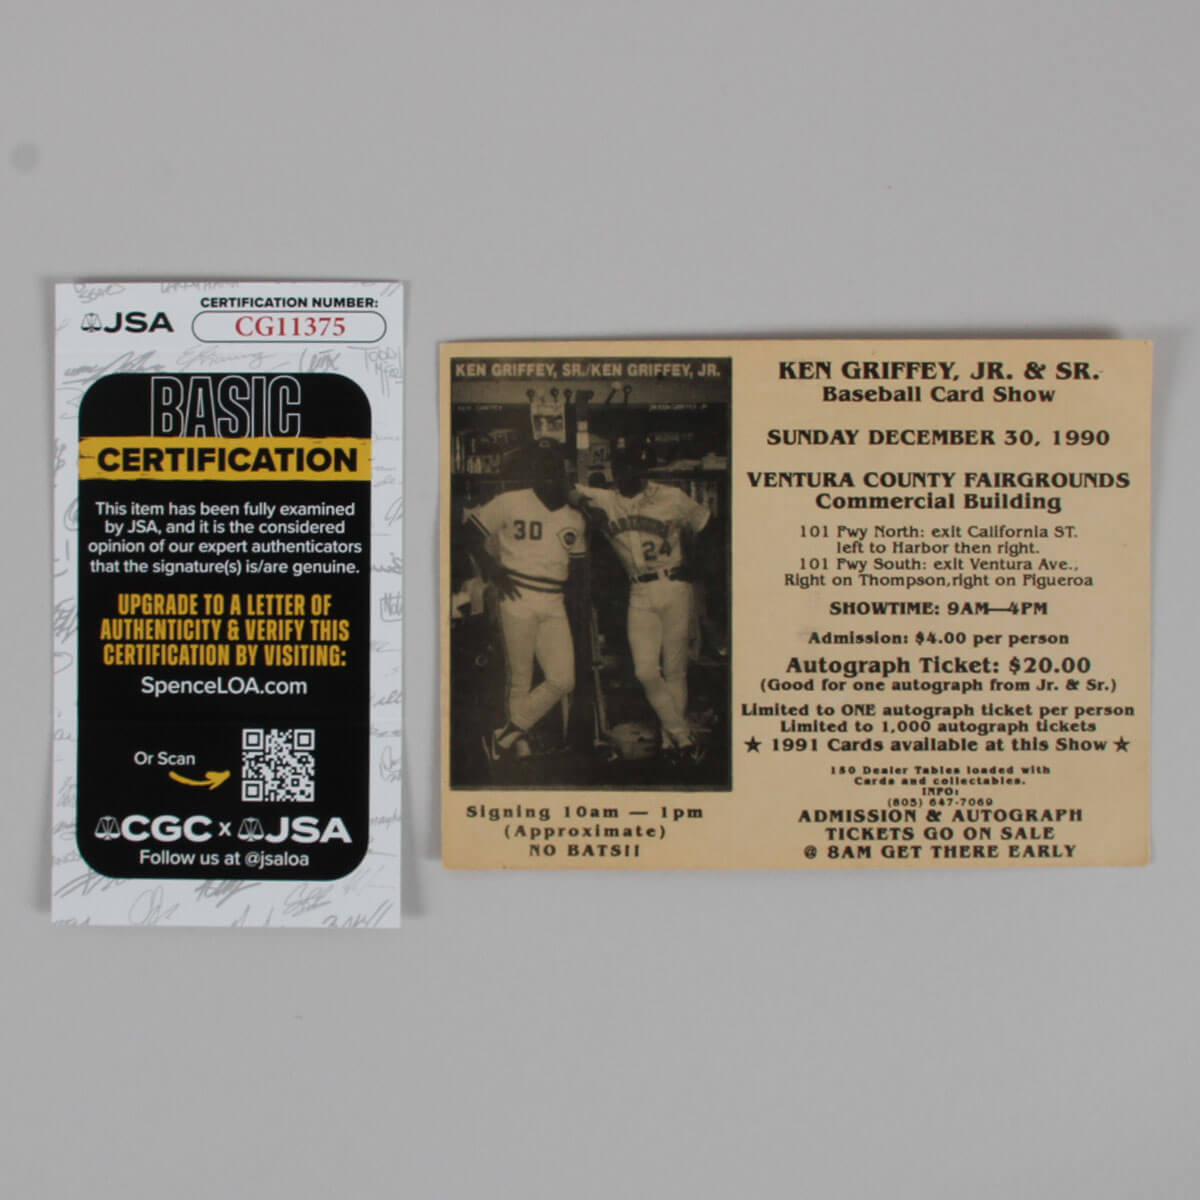 JSA
CERTIFICATION NUMBER:
CG11375
BASIC
CERTIFICATION
This item has been fully examined
by JSA, and it is the considered
opinion of our expert authenticators
that the signature(s) is/are genuine.
UPGRADE TO A LETTER OF
AUTHENTICITY & VERIFY THIS
CERTIFICATION BY VISITING:
SpenceLOA.com
Or Scan
CGC x JSA
Follow us at @jsaloa
KEN GRIFFEY, SR./KEN GRIFFEY, JR.
30
24
Signing 10am — 1pm
(Approximate)
NO BATS!!
KEN GRIFFEY, JR. & SR.
Baseball Card Show
SUNDAY DECEMBER 30, 1990
VENTURA COUNTY FAIRGROUNDS
Commercial Building
101 Fwy North: exit California ST.
left to Harbor then right.
101 Fwy South: exit Ventura Ave.,
Right on Thompson,right on Figueroa
SHOWTIME: 9AM—4PM
Admission: $4.00 per person
Autograph Ticket: $20.00
(Good for one autograph from Jr. & Sr.)
Limited to ONE autograph ticket per person
Limited to 1,000 autograph tickets
★ 1991 Cards available at this Show ★
150 Dealer Tables loaded with
Cards and collectables.
INFO:
(805) 647-7069
ADMISSION & AUTOGRAPH
TICKETS GO ON SALE
@ 8AM GET THERE EARLY